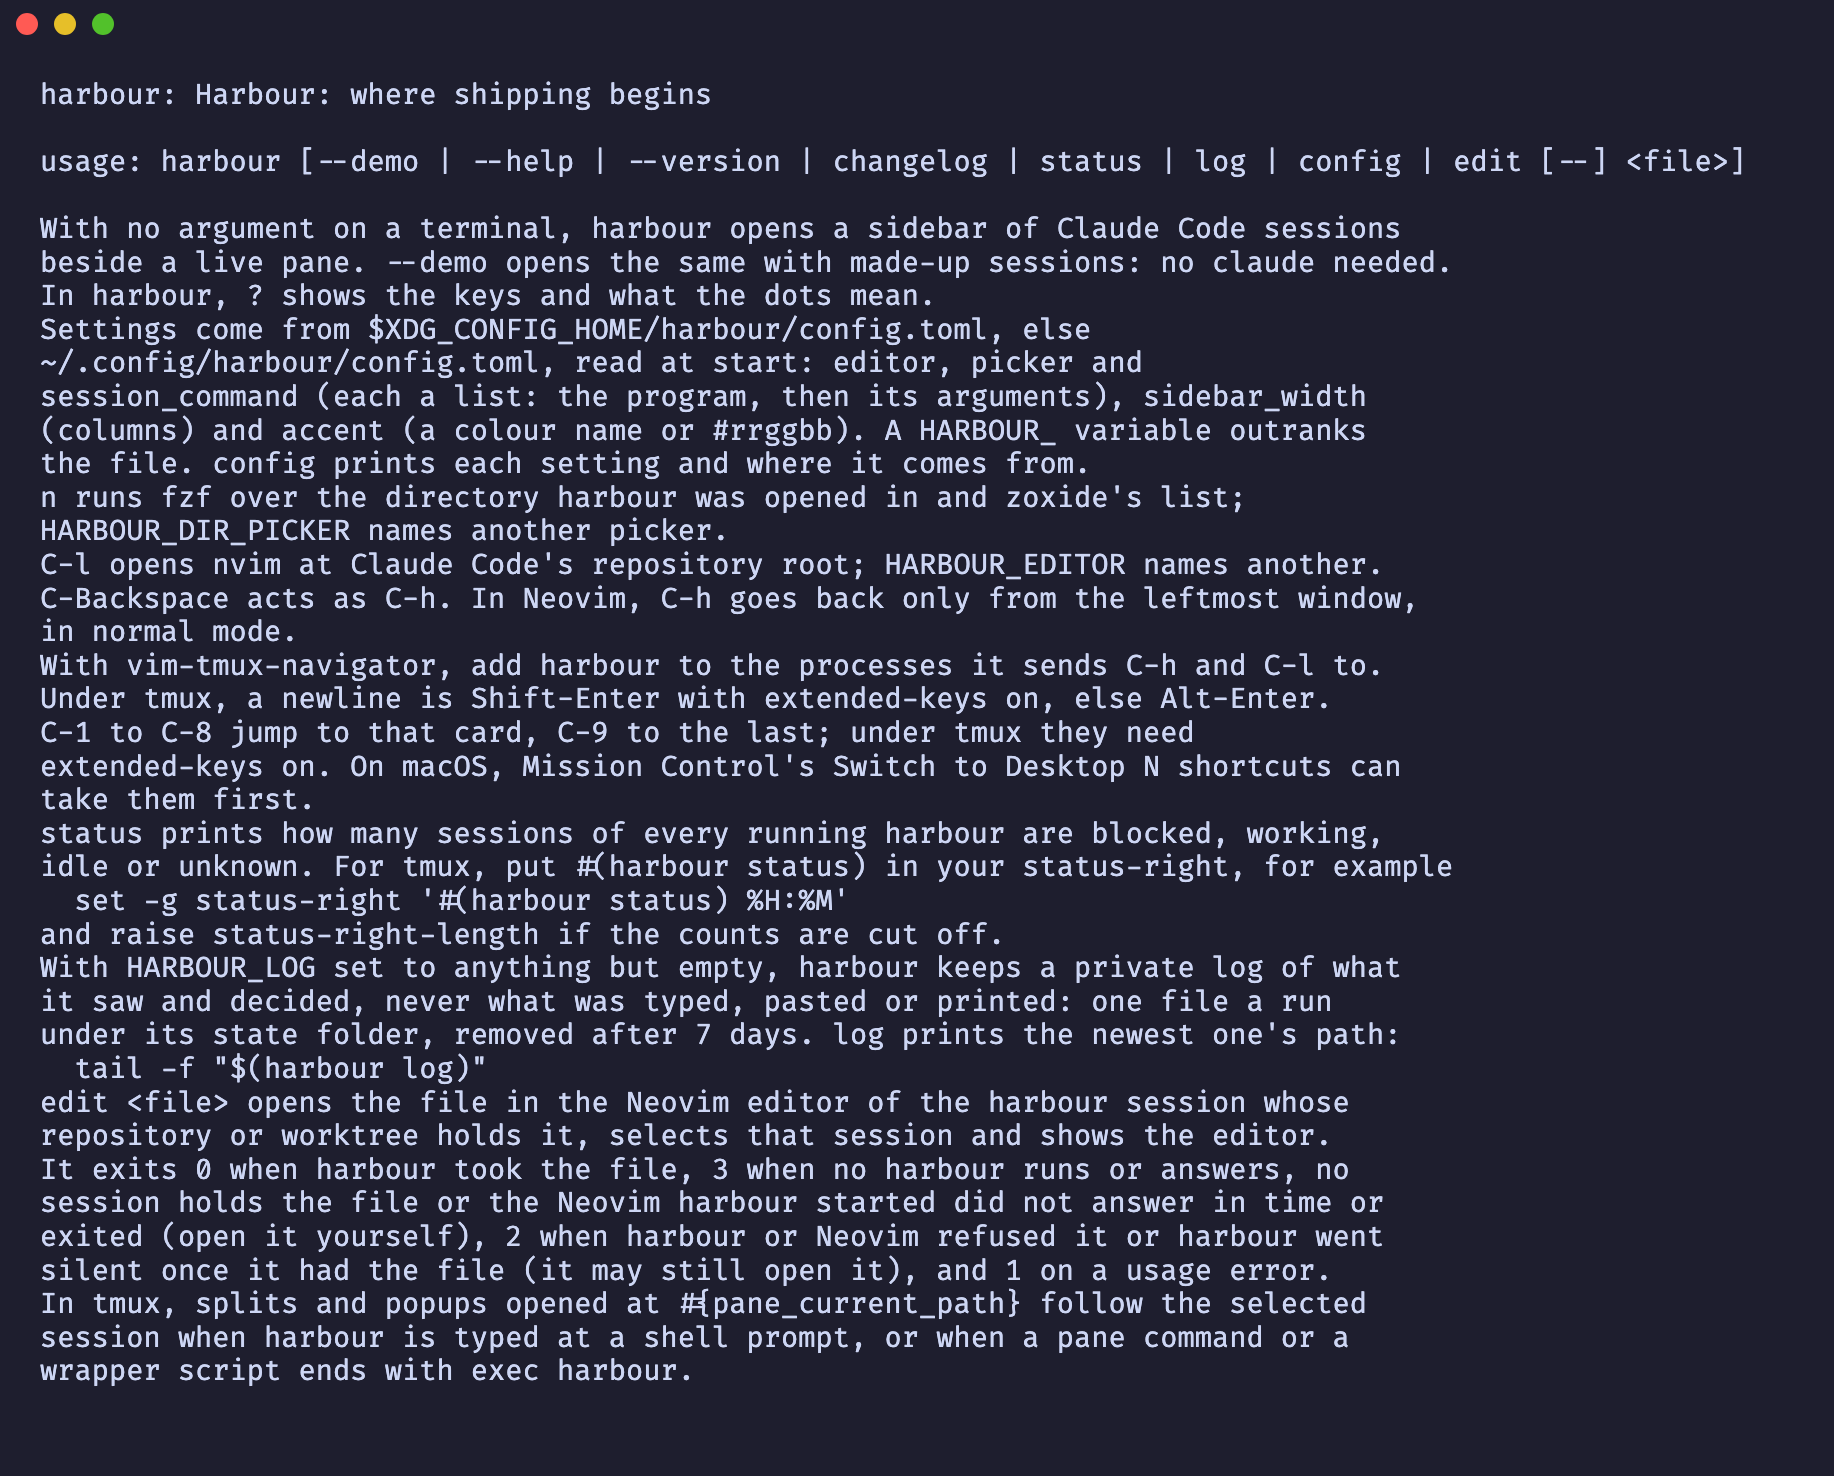 harbour: Harbour: where shipping begins
usage: harbour [--demo | --help | --version | changelog | status | log | config | edit [--] <file>]
With no argument on a terminal, harbour opens a sidebar of Claude Code sessions
beside a live pane. --demo opens the same with made-up sessions: no claude needed.
In harbour, ? shows the keys and what the dots mean.
Settings come from $XDG_CONFIG_HOME/harbour/config.toml, else
~/.config/harbour/config.toml, read at start: editor, picker and
session_command (each a list: the program, then its arguments), sidebar_width
(columns) and accent (a colour name or #rrggbb). A HARBOUR_ variable outranks
the file. config prints each setting and where it comes from.
n runs fzf over the directory harbour was opened in and zoxide's list;
HARBOUR_DIR_PICKER names another picker.
C-l opens nvim at Claude Code's repository root; HARBOUR_EDITOR names another.
C-Backspace acts as C-h. In Neovim, C-h goes back only from the leftmost window,
in normal mode.
With vim-tmux-navigator, add harbour to the processes it sends C-h and C-l to.
Under tmux, a newline is Shift-Enter with extended-keys on, else Alt-Enter.
C-1 to C-8 jump to that card, C-9 to the last; under tmux they need
extended-keys on. On macOS, Mission Control's Switch to Desktop N shortcuts can
take them first.
status prints how many sessions of every running harbour are blocked, working,
idle or unknown. For tmux, put #(harbour status) in your status-right, for example
  set -g status-right '#(harbour status) %H:%M'
and raise status-right-length if the counts are cut off.
With HARBOUR_LOG set to anything but empty, harbour keeps a private log of what
it saw and decided, never what was typed, pasted or printed: one file a run
under its state folder, removed after 7 days. log prints the newest one's path:
  tail -f "$(harbour log)"
edit <file> opens the file in the Neovim editor of the harbour session whose
repository or worktree holds it, selects that session and shows the editor.
It exits 0 when harbour took the file, 3 when no harbour runs or answers, no
session holds the file or the Neovim harbour started did not answer in time or
exited (open it yourself), 2 when harbour or Neovim refused it or harbour went
silent once it had the file (it may still open it), and 1 on a usage error.
In tmux, splits and popups opened at #{pane_current_path} follow the selected
session when harbour is typed at a shell prompt, or when a pane command or a
wrapper script ends with exec harbour.